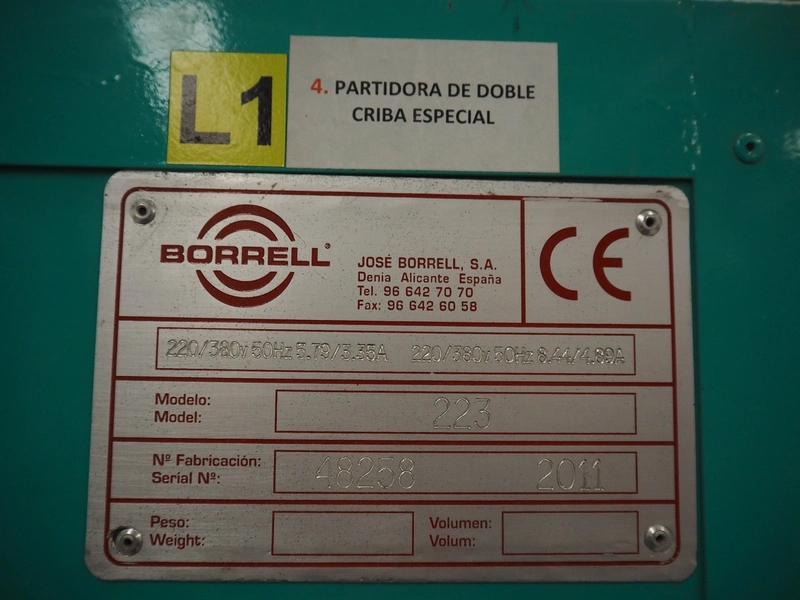 L1
4. PARTIDORA DE DOBLE
CRIBA ESPECIAL
BORRELL®
JOSÉ BORRELL, S.A.
Denia Alicante España
Tel. 96 642 70 70
Fax: 96 642 60 58
CE
220/380v 50Hz 5.79/3.35A 220/380v 50Hz 8.44/4.89A
Modelo:
Model:
223
Nº Fabricación:
Serial Nº:
48258 2011
Peso:
Weight:
Volumen:
Volum: